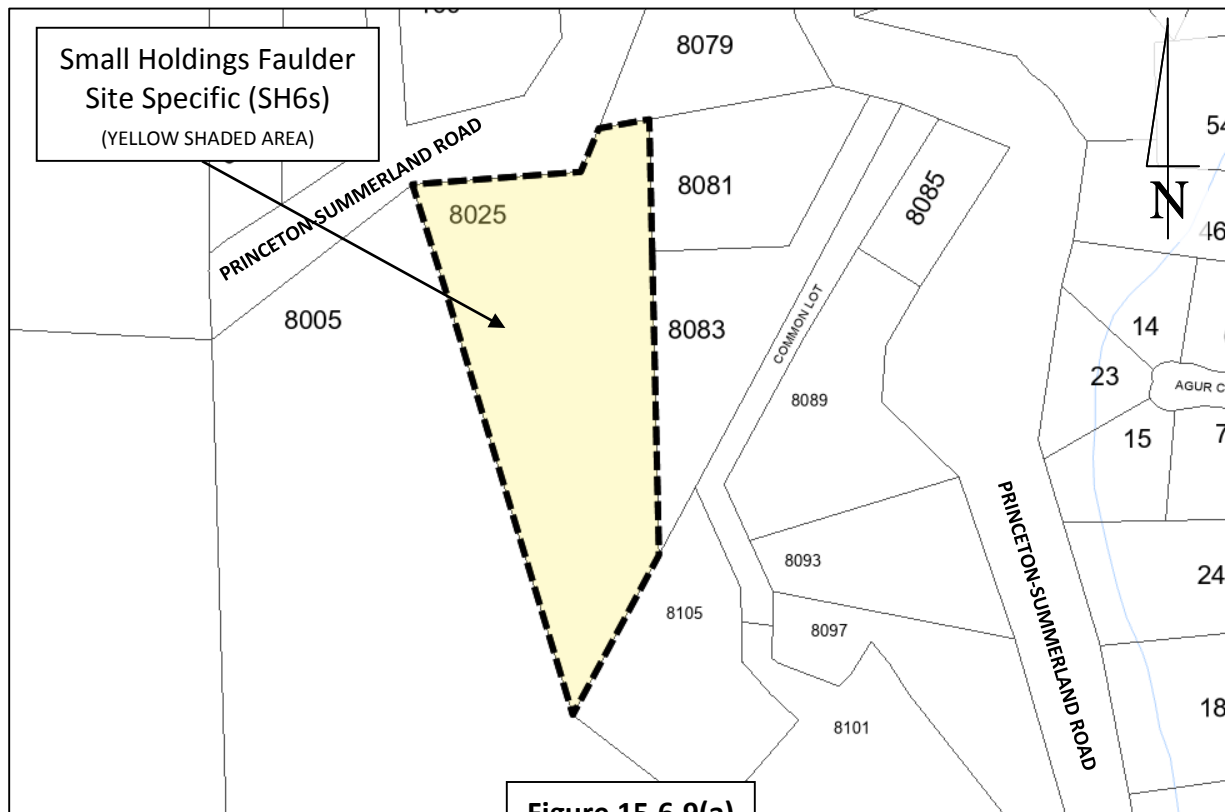 Small Holdings Faulder
Site Specific (SH6s)
(YELLOW SHADED AREA)
8079
PRINCETON-SUMMERLAND ROAD
8025
8081
8085
N
46
8005
8083
COMMON LOT
14
23
AGUR C
8089
15
7
PRINCETON-SUMMERLAND ROAD
8093
24
8105
8097
18
8101
Figure 15.6.9(a)